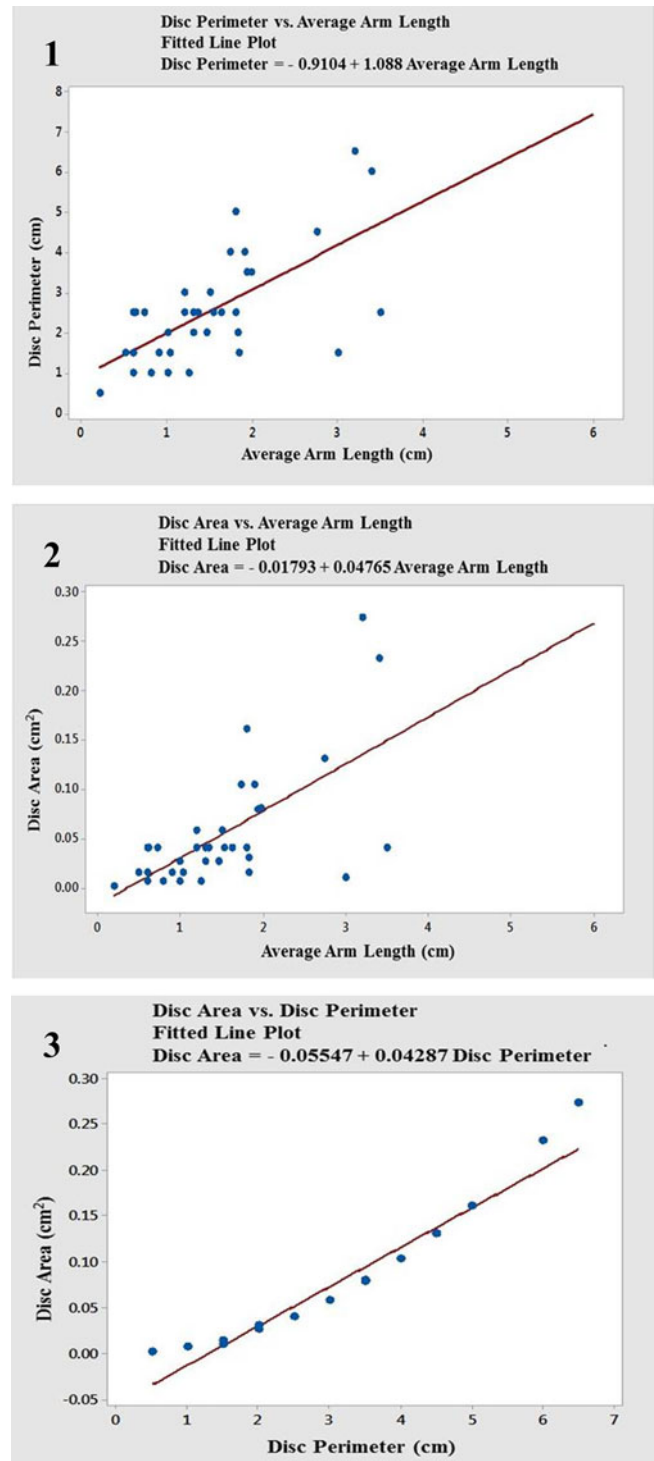 1
Disc Perimeter vs. Average Arm Length
Fitted Line Plot
Disc Perimeter = - 0.9104 + 1.088 Average Arm Length
8
7
6
5
4
3
2
1
0
Disc Perimeter (cm)
0 1 2 3 4 5 6
Average Arm Length (cm)
2
Disc Area vs. Average Arm Length
Fitted Line Plot
Disc Area = - 0.01793 + 0.04765 Average Arm Length
0.30
0.25
0.20
0.15
0.10
0.05
0.00
Disc Area (cm²)
0 1 2 3 4 5 6
Average Arm Length (cm)
3
Disc Area vs. Disc Perimeter
Fitted Line Plot
Disc Area = - 0.05547 + 0.04287 Disc Perimeter
0.30
0.25
0.20
0.15
0.10
0.05
0.00
-0.05
Disc Area (cm²)
0 1 2 3 4 5 6 7
Disc Perimeter (cm)